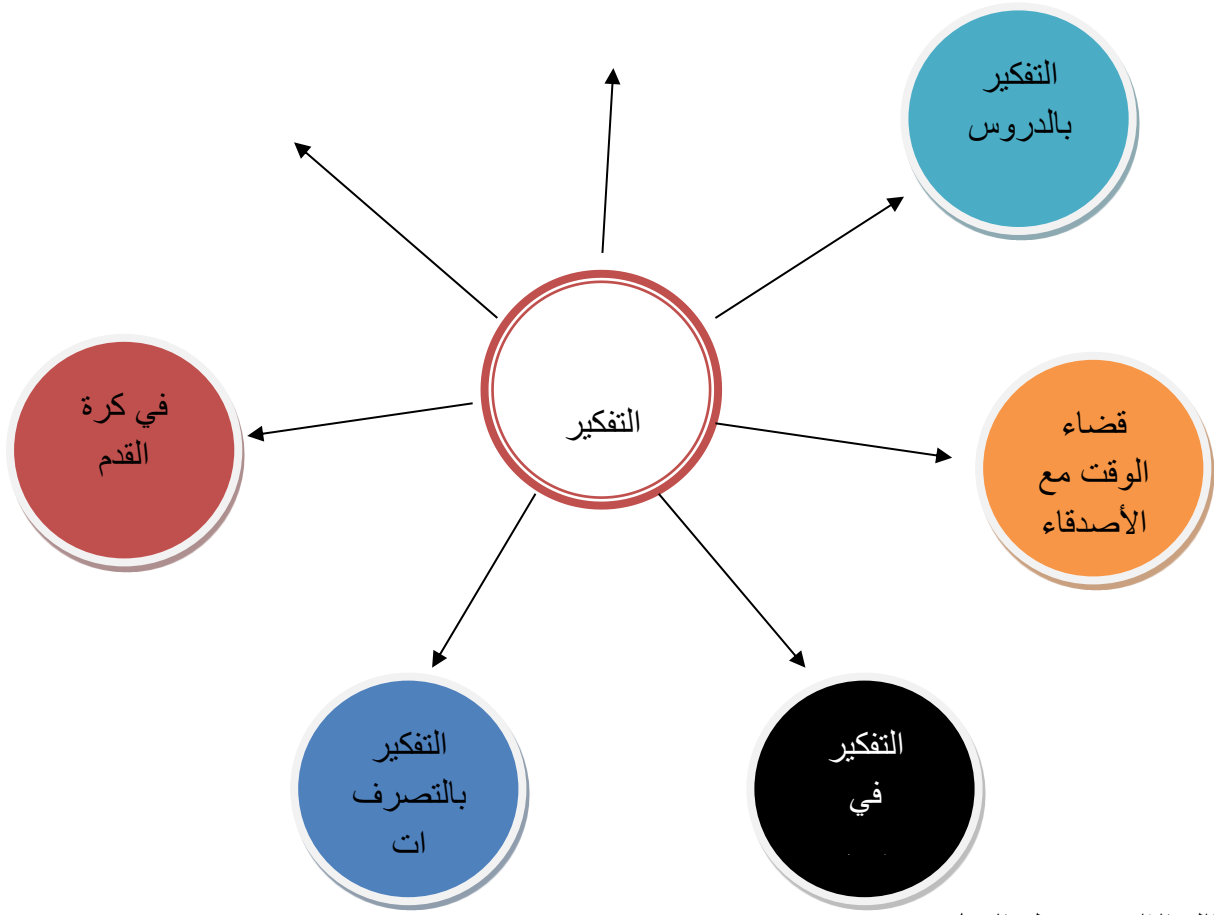 التفكير
بالدروس
قضاء
الوقت مع
الأصدقاء
التفكير
في كرة
القدم
التفكير
بالتصرف
ات
التفكير
في